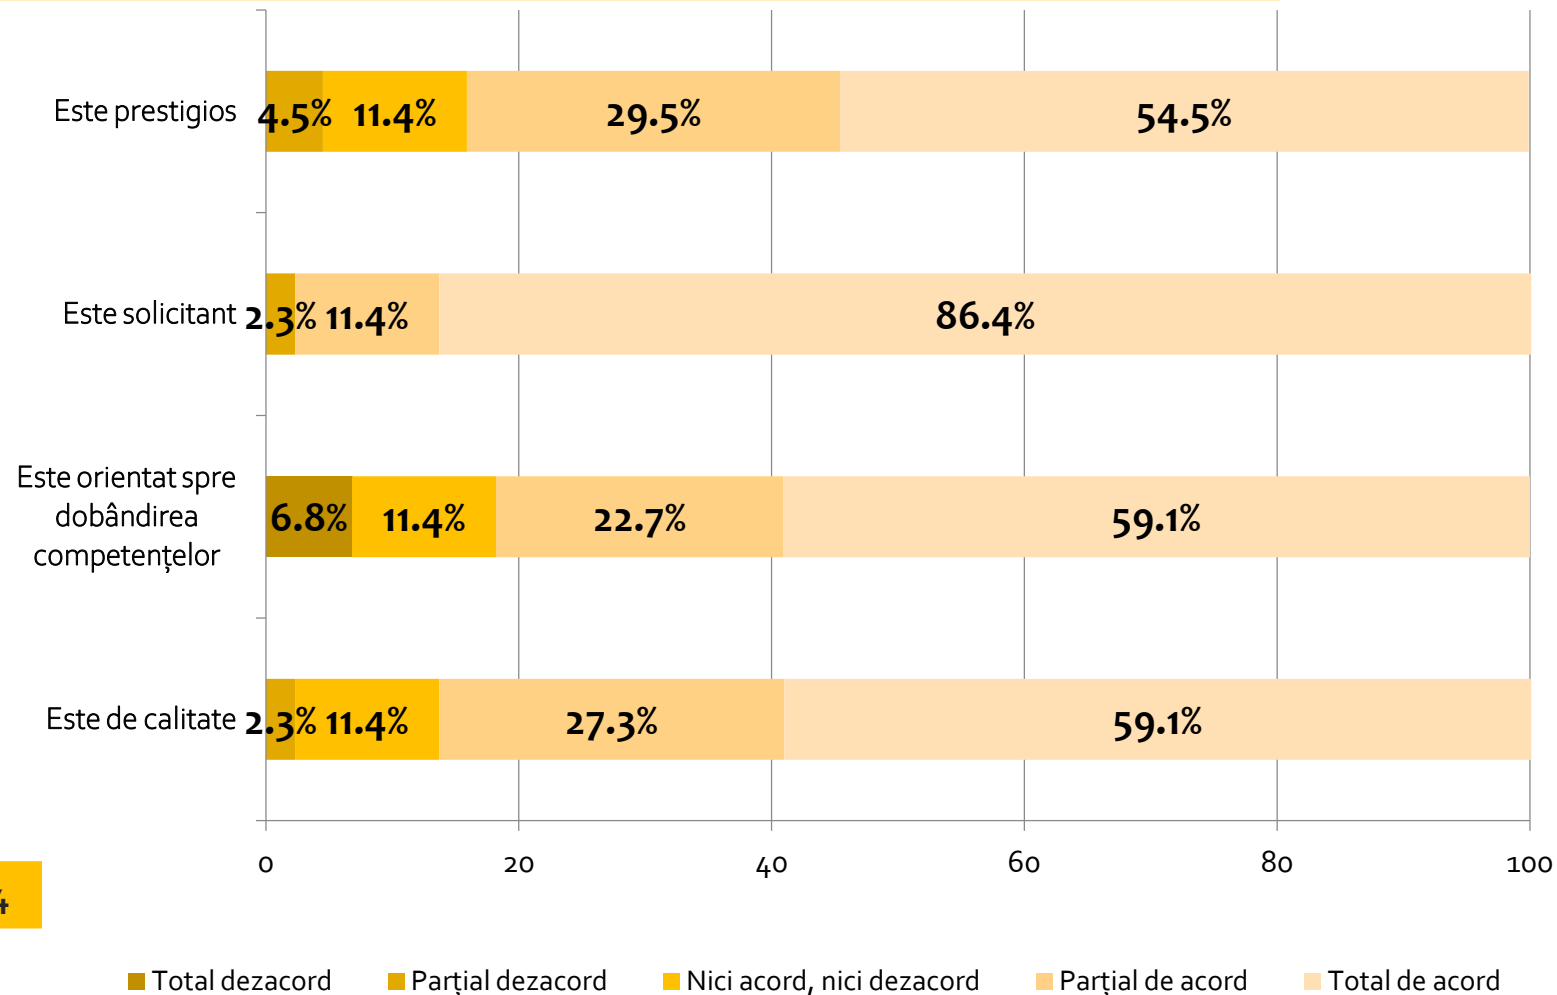 Este prestigios 4.5% 11.4% 29.5% 54.5%
Este solicitant 2.3% 11.4% 86.4%
Este orientat spre
dobândirea
competențelor
6.8% 11.4% 22.7% 59.1%
Este de calitate 2.3% 11.4% 27.3% 59.1%
0 20 40 60 80 100
4
Total dezacord Parțial dezacord Nici acord, nici dezacord Parțial de acord Total de acord